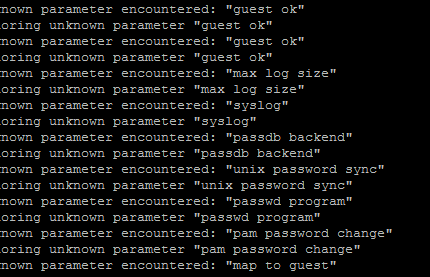 nown parameter encountered: "guest ok"
oring unknown parameter "guest ok"
nown parameter encountered: "guest ok"
oring unknown parameter "guest ok"
nown parameter encountered: "max log size"
oring unknown parameter "max log size"
nown parameter encountered: "syslog"
oring unknown parameter "syslog"
nown parameter encountered: "passdb backend"
oring unknown parameter "passdb backend"
nown parameter encountered: "unix password sync"
oring unknown parameter "unix password sync"
nown parameter encountered: "passwd program"
oring unknown parameter "passwd program"
nown parameter encountered: "pam password change"
oring unknown parameter "pam password change"
nown parameter encountered: "map to guest"